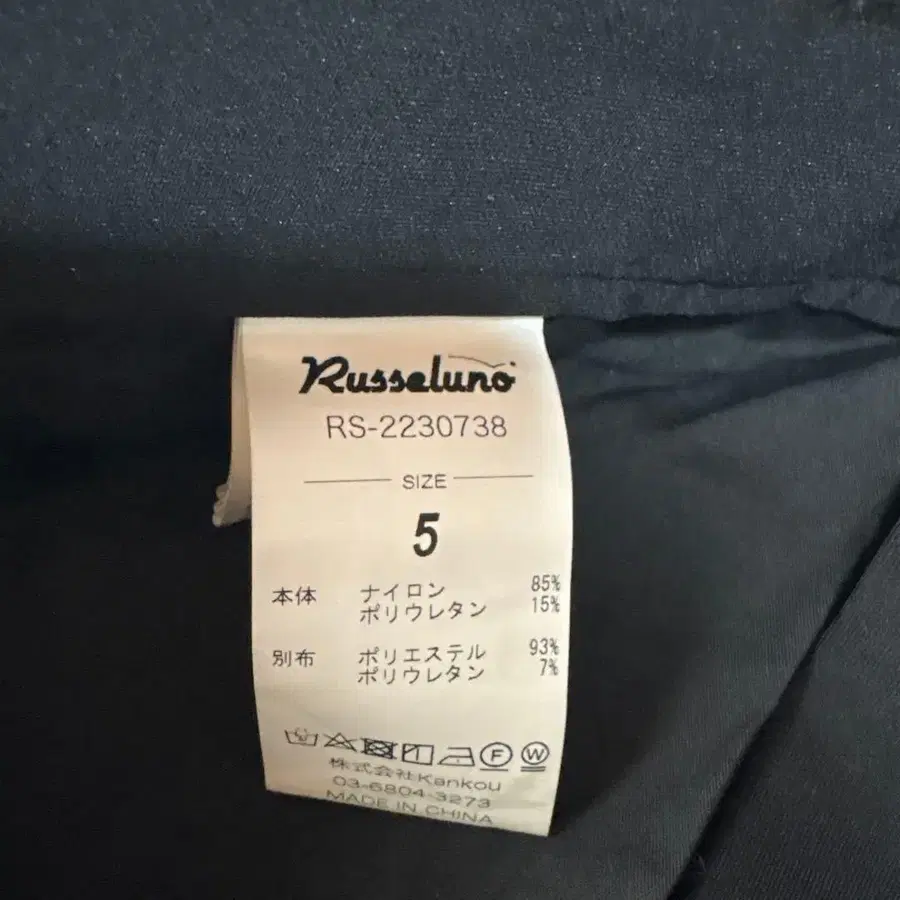 Russeluno
RS-2230738
SIZE
5
本体 ナイロン 85%
ポリウレタン 15%
別布 ポリエステル 93%
ポリウレタン 7%
F W
株式会社Kankou
03-6804-3273
MADE IN CHINA